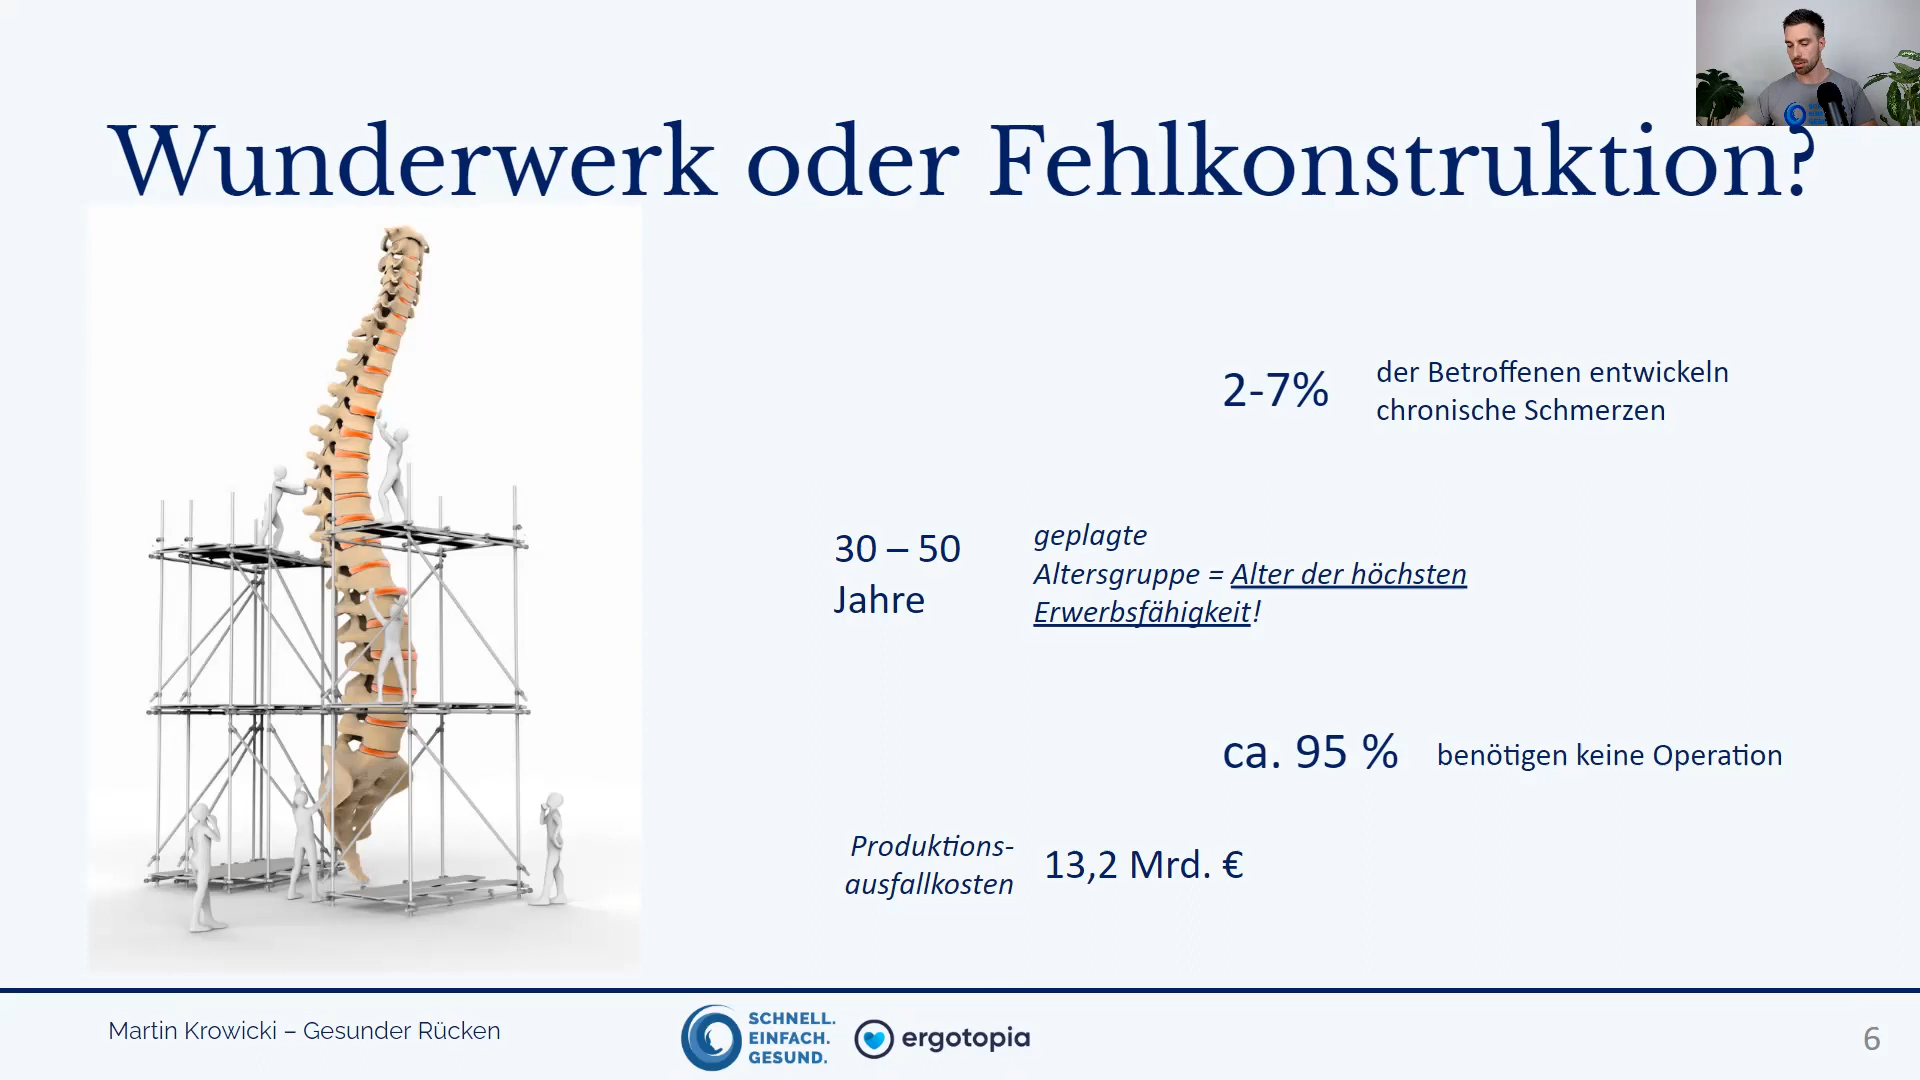 Wunderwerk oder Fehlkonstruktion?
2-7%
der Betroffenen entwickeln
chronische Schmerzen
30 – 50
Jahre
geplagte
Altersgruppe = Alter der höchsten
Erwerbsfähigkeit!
ca. 95 %
benötigen keine Operation
Produktions-
ausfallkosten
13,2 Mrd. €
Martin Krowicki – Gesunder Rücken
SCHNELL.
EINFACH.
GESUND.
ergotopia
6